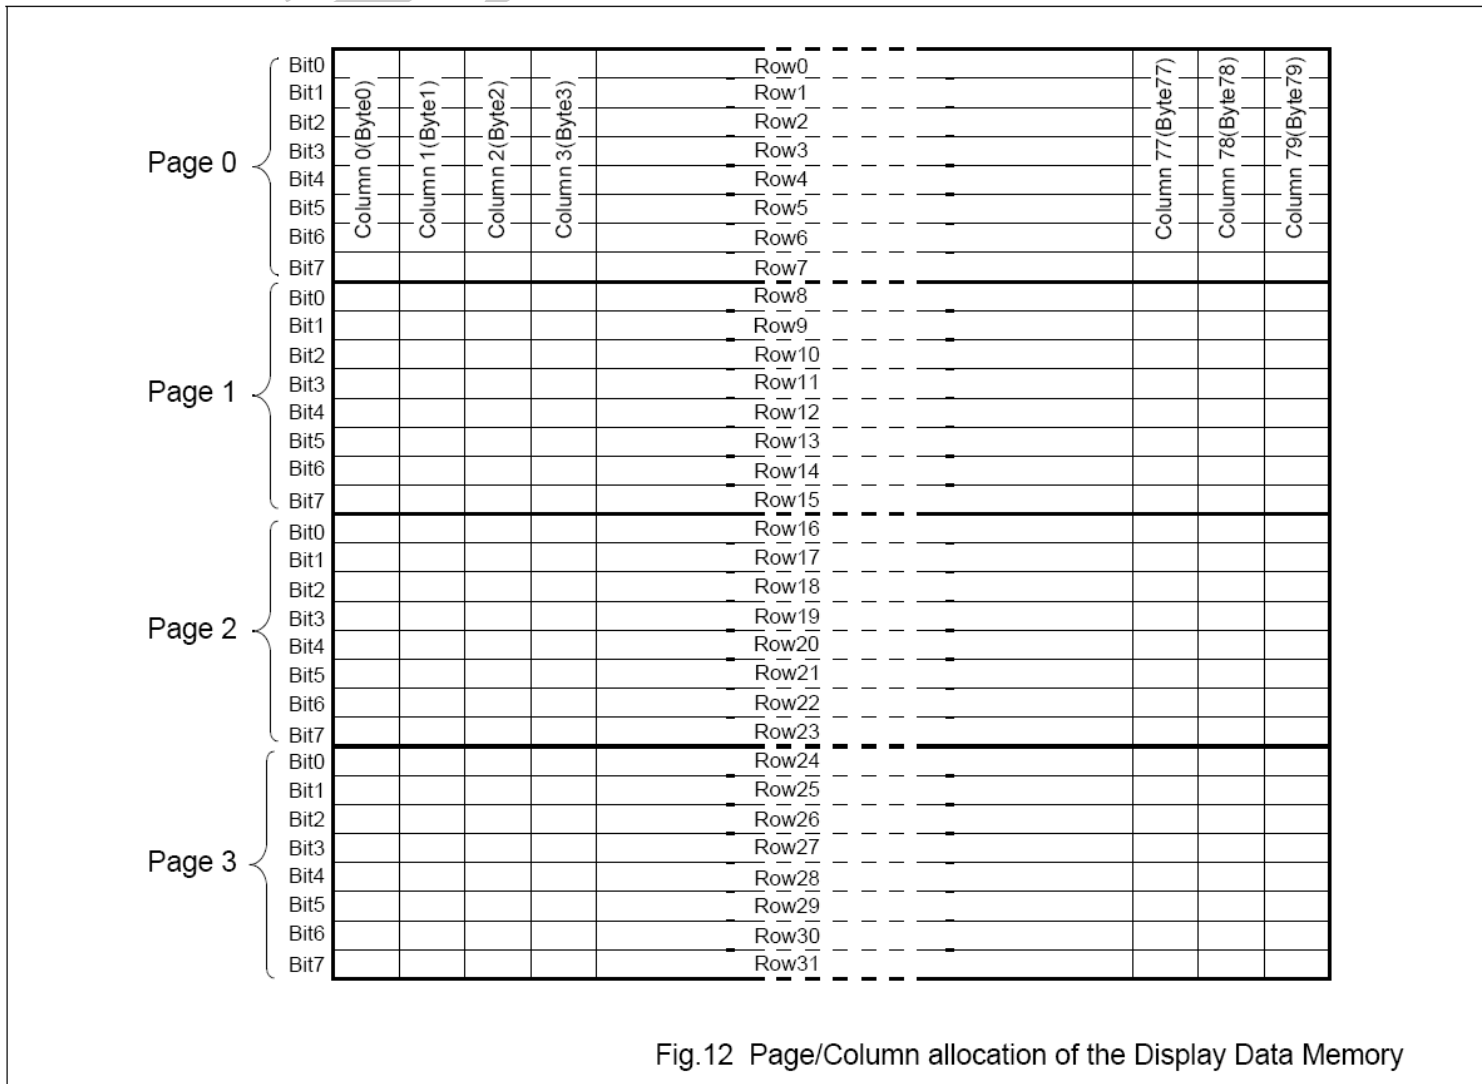 Page 0
Bit0
Bit1
Bit2
Bit3
Bit4
Bit5
Bit6
Bit7
Column 0(Byte0)
Column 1(Byte1)
Column 2(Byte2)
Column 3(Byte3)
Row0
Row1
Row2
Row3
Row4
Row5
Row6
Row7
Column 77(Byte77)
Column 78(Byte78)
Column 79(Byte79)
Page 1
Bit0
Bit1
Bit2
Bit3
Bit4
Bit5
Bit6
Bit7
Row8
Row9
Row10
Row11
Row12
Row13
Row14
Row15
Page 2
Bit0
Bit1
Bit2
Bit3
Bit4
Bit5
Bit6
Bit7
Row16
Row17
Row18
Row19
Row20
Row21
Row22
Row23
Page 3
Bit0
Bit1
Bit2
Bit3
Bit4
Bit5
Bit6
Bit7
Row24
Row25
Row26
Row27
Row28
Row29
Row30
Row31
Fig.12 Page/Column allocation of the Display Data Memory